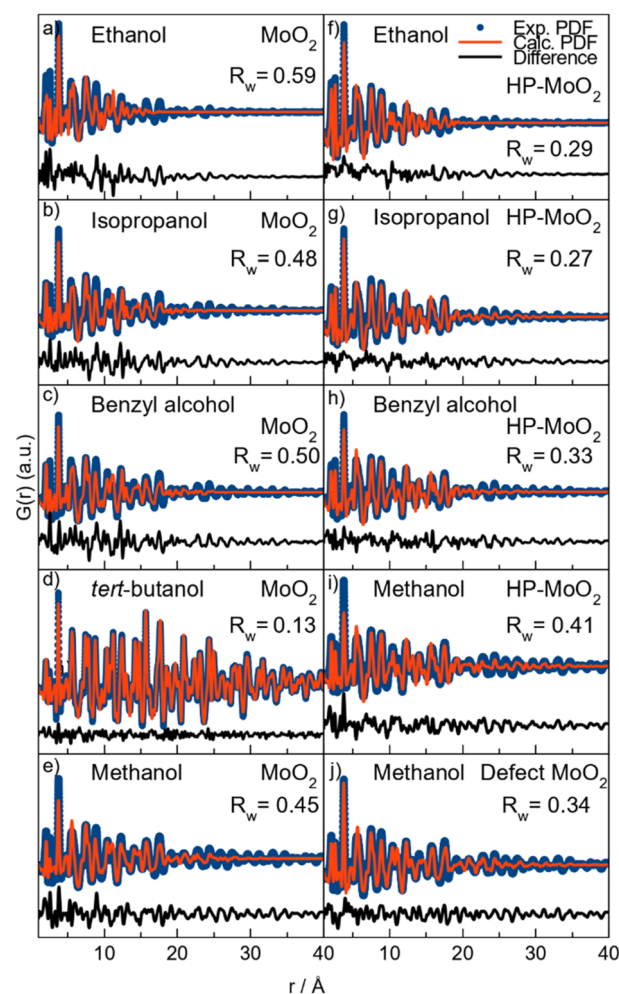 a)
Ethanol
MoO2
Rw= 0.59
f)
Ethanol
Exp. PDF
Calc. PDF
Difference
HP-MoO2
Rw= 0.29
b)
Isopropanol
MoO2
Rw= 0.48
g)
Isopropanol
HP-MoO2
Rw= 0.27
c)
Benzyl alcohol
MoO2
Rw= 0.50
h)
Benzyl alcohol
HP-MoO2
Rw= 0.33
d)
tert-butanol
MoO2
Rw= 0.13
i)
Methanol
HP-MoO2
Rw= 0.41
e)
Methanol
MoO2
Rw= 0.45
j)
Methanol
Defect MoO2
Rw= 0.34
G(r) (a.u.)
10 20 30 40 10 20 30 40
r / Å